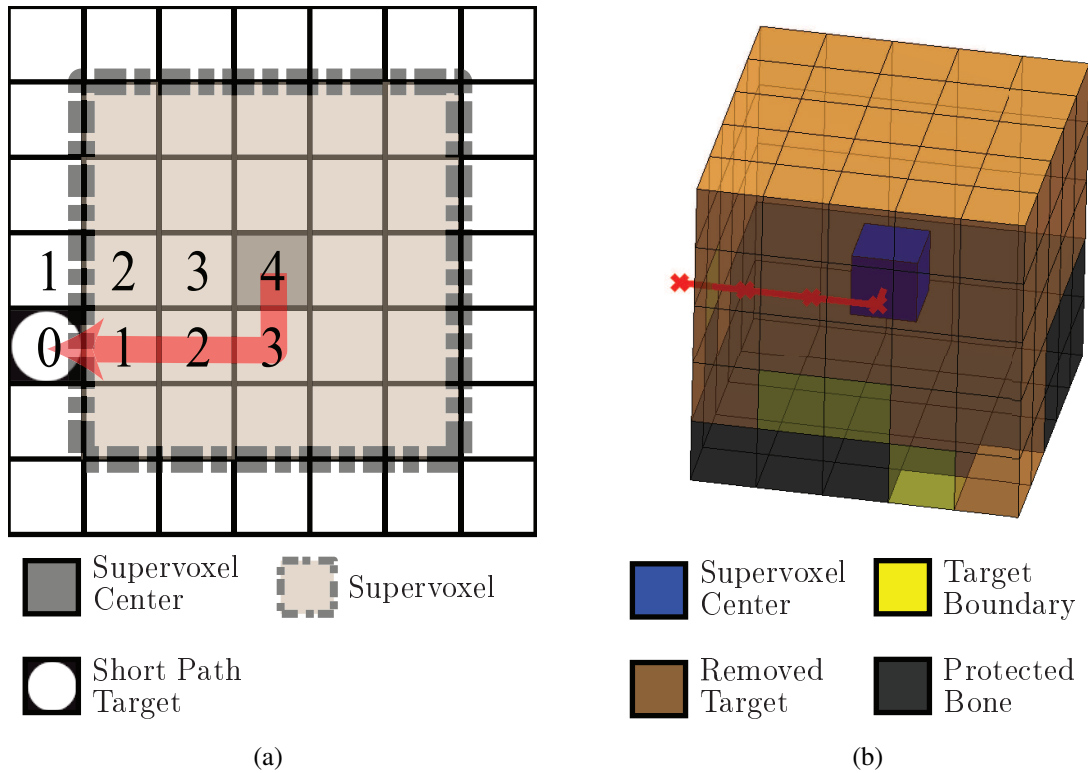 1 2 3 4
0 1 2 3
Supervoxel
Center
Supervoxel
Short Path
Target
(a)
Supervoxel
Center
Target
Boundary
Removed
Target
Protected
Bone
(b)